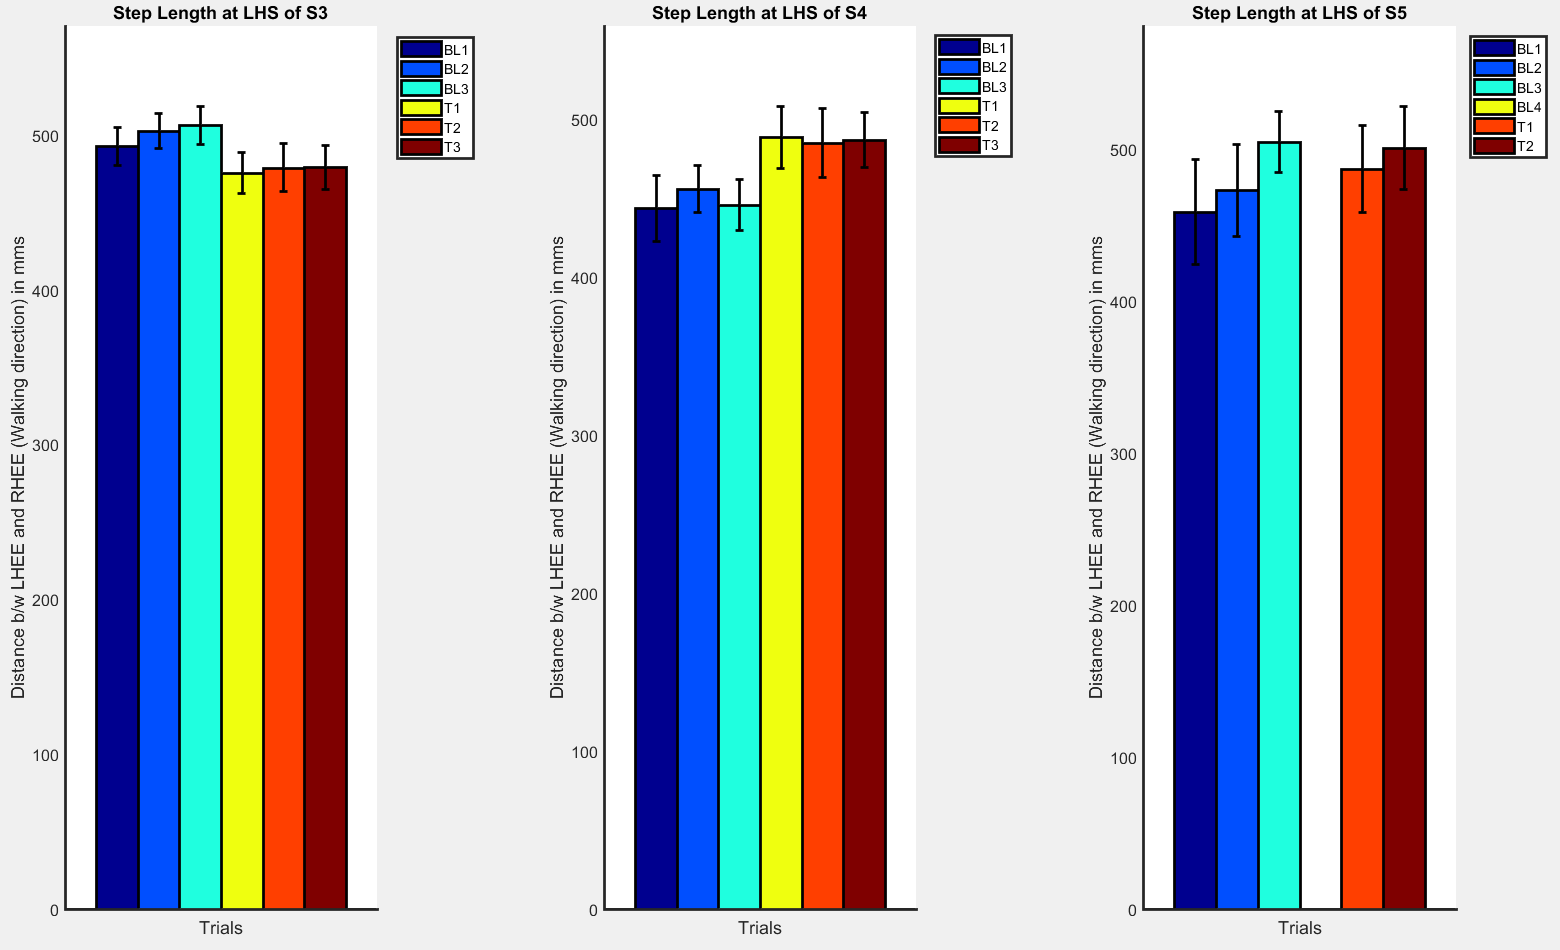 Step Length at LHS of S3
Distance b/w LHEE and RHEE (Walking direction) in mms
500
400
300
200
100
0
Trials
BL1
BL2
BL3
T1
T2
T3
Step Length at LHS of S4
Distance b/w LHEE and RHEE (Walking direction) in mms
500
400
300
200
100
0
Trials
BL1
BL2
BL3
T1
T2
T3
Step Length at LHS of S5
Distance b/w LHEE and RHEE (Walking direction) in mms
500
400
300
200
100
0
Trials
BL1
BL2
BL3
BL4
T1
T2